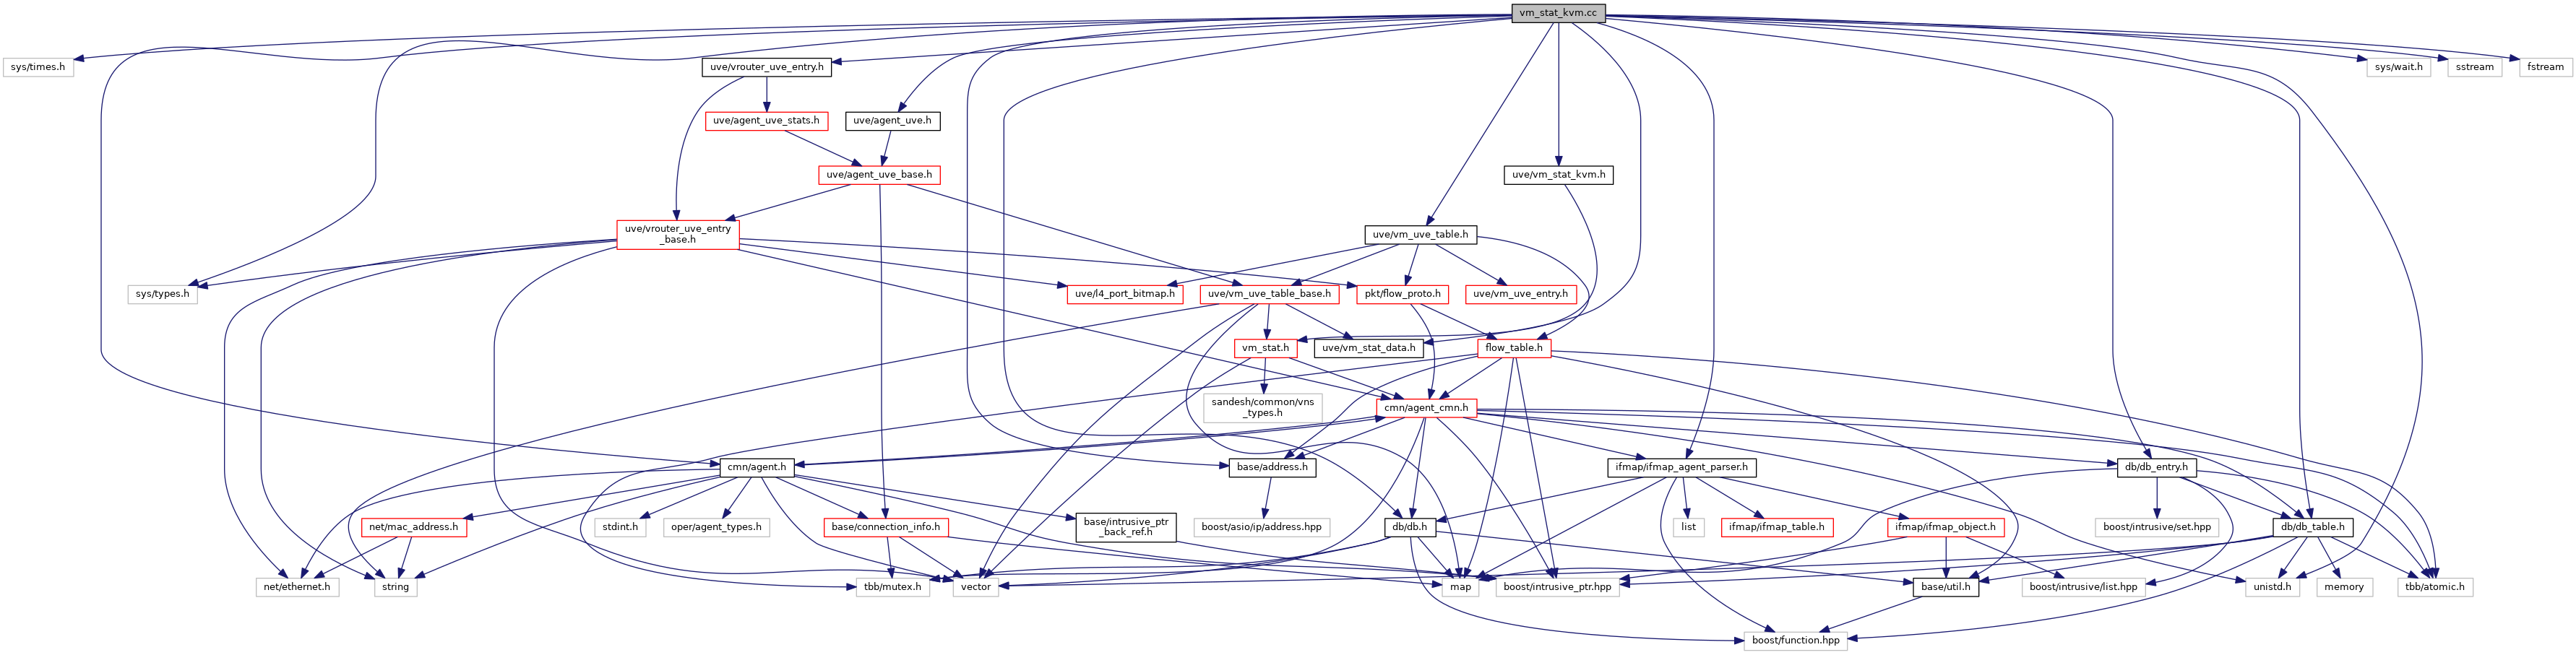 vm_stat_kvm.cc
sys/times.h
uve/vrouter_uve_entry.h
sys/wait.h
sstream
fstream
uve/agent_uve_stats.h
uve/agent_uve.h
uve/agent_uve_base.h
uve/vm_stat_kvm.h
uve/vrouter_uve_entry
_base.h
uve/vm_uve_table.h
sys/types.h
uve/l4_port_bitmap.h
uve/vm_uve_table_base.h
pkt/flow_proto.h
uve/vm_uve_entry.h
vm_stat.h
uve/vm_stat_data.h
flow_table.h
sandesh/common/vns
_types.h
cmn/agent_cmn.h
cmn/agent.h
base/address.h
ifmap/ifmap_agent_parser.h
db/db_entry.h
net/mac_address.h
stdint.h
oper/agent_types.h
base/connection_info.h
base/intrusive_ptr
_back_ref.h
boost/asio/ip/address.hpp
db/db.h
list
ifmap/ifmap_table.h
ifmap/ifmap_object.h
boost/intrusive/set.hpp
db/db_table.h
net/ethernet.h
string
tbb/mutex.h
vector
map
boost/intrusive_ptr.hpp
base/util.h
boost/intrusive/list.hpp
unistd.h
memory
tbb/atomic.h
boost/function.hpp